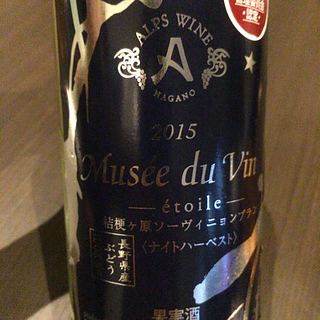 ALPS WINE
A
NAGANO
2015
Musée du Vin
étoile
桔梗ヶ原ソーヴィニョンブラン
〈ナイトハーベスト〉
長野県産
ぶどう
果実酒